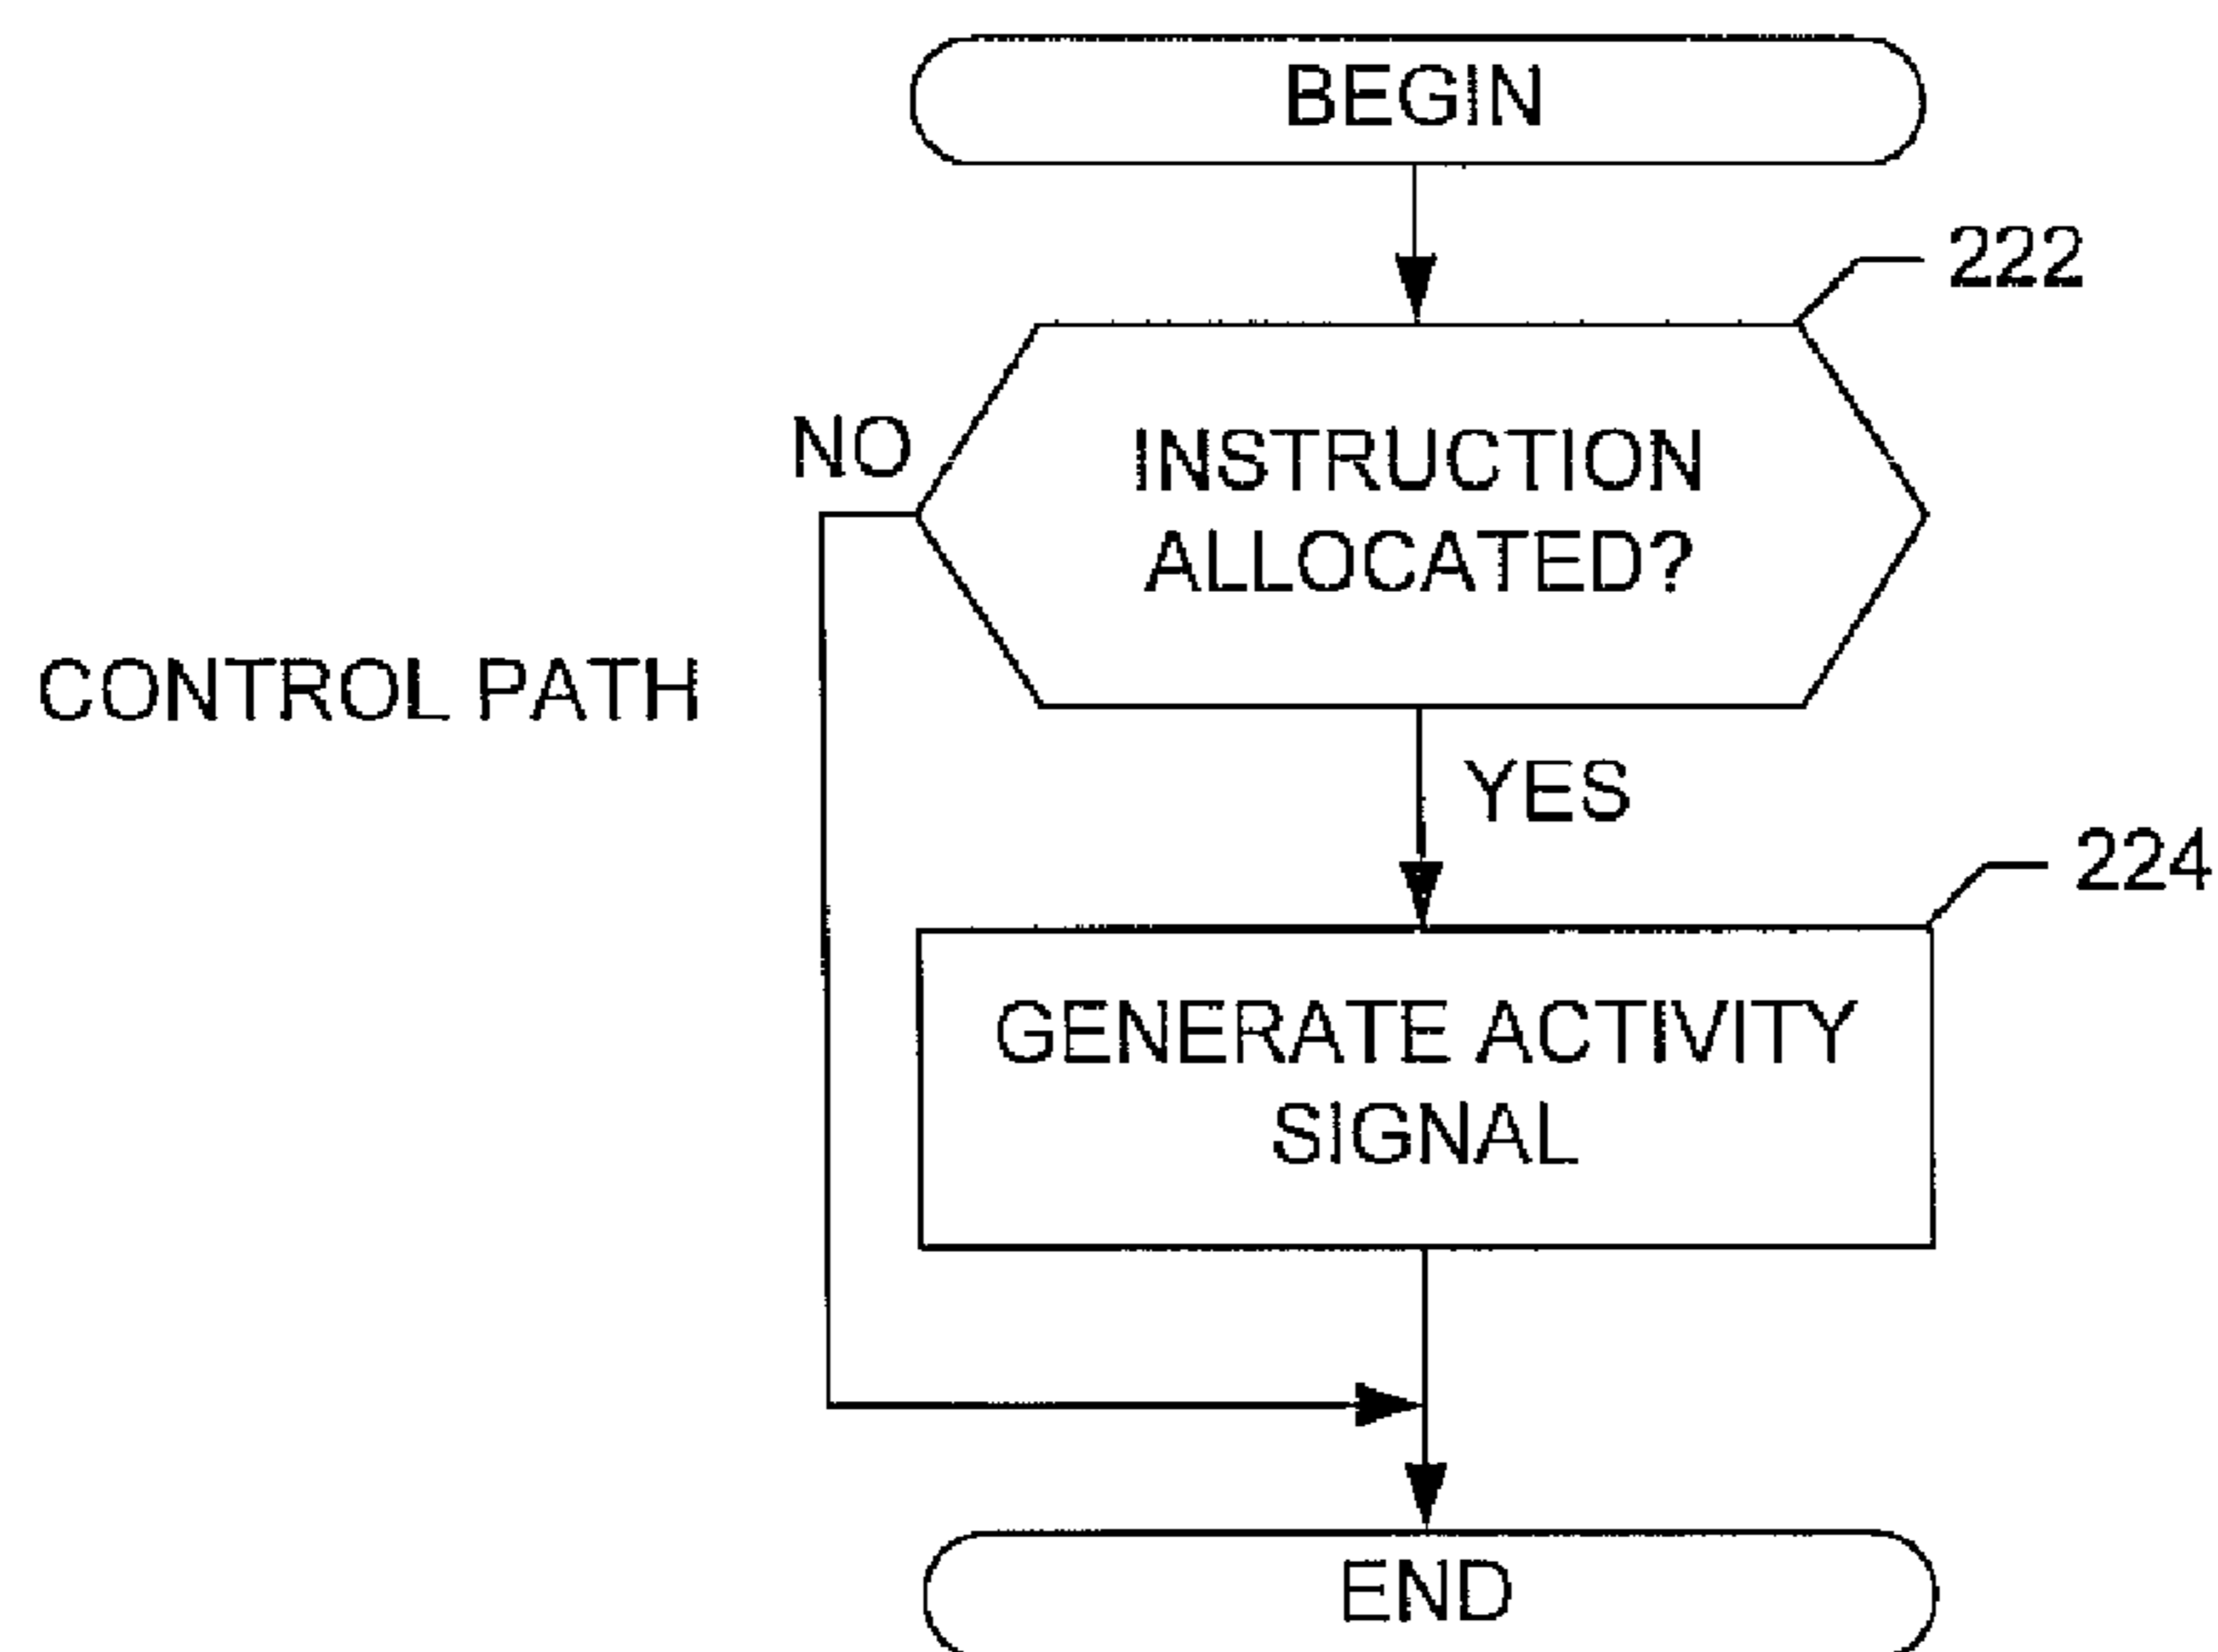 BEGIN
222
NO
INSTRUCTION
ALLOCATED?
CONTROL PATH
YES
224
GENERATE ACTIVITY
SIGNAL
END